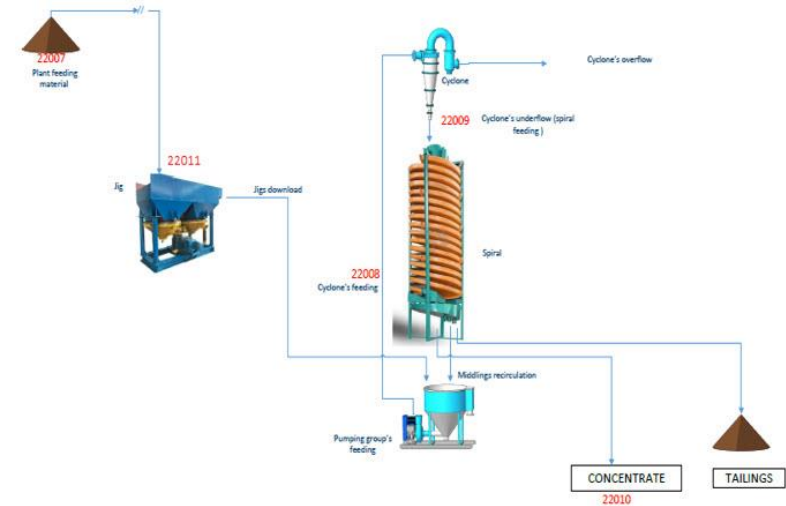 22007
Plant feeding
material
Cyclone's overflow
Cyclone
22009
Cyclone's underflow (spiral
feeding )
22011
Jig
Jigs download
Spiral
22008
Cyclone's feeding
Middlings recirculation
Pumping group's
feeding
CONCENTRATE
TAILINGS
22010